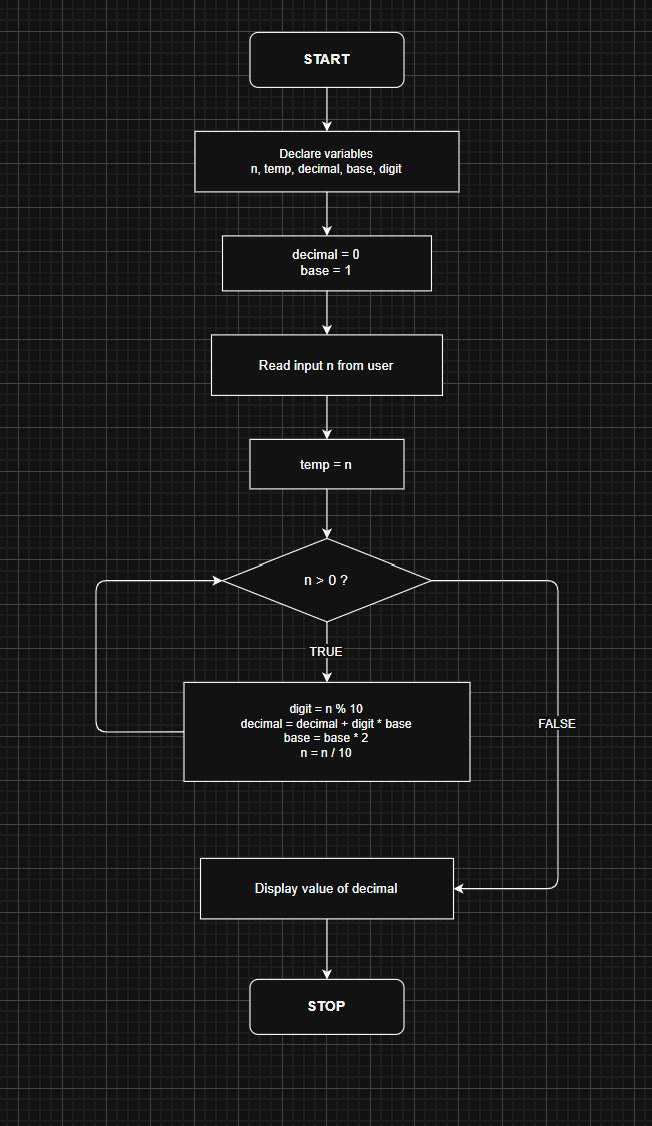 START
Declare variables
n, temp, decimal, base, digit
decimal = 0
base = 1
Read input n from user
temp = n
n > 0 ?
TRUE
digit = n % 10
decimal = decimal + digit * base
base = base * 2
n = n / 10
FALSE
Display value of decimal
STOP